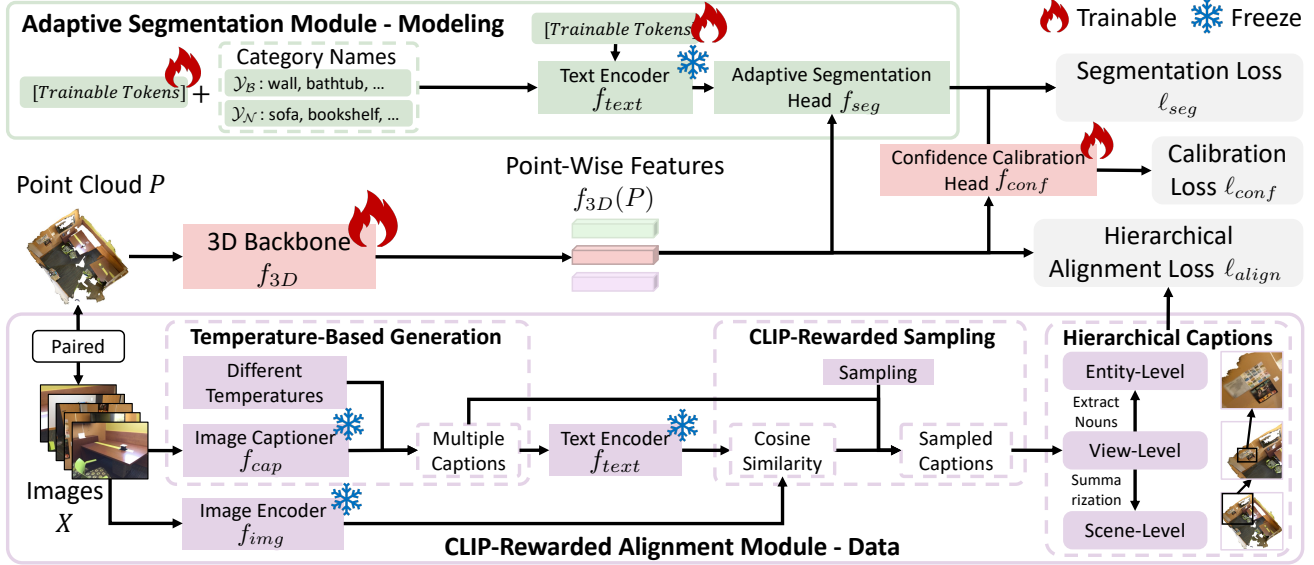 Adaptive Segmentation Module - Modeling
Trainable
Freeze
[Trainable Tokens]
+
Category Names
𝒴_ℬ: wall, bathtub, ...
𝒴_𝒩: sofa, bookshelf, ...
[Trainable Tokens]
Text Encoder
f_text
Adaptive Segmentation
Head f_seg
Segmentation Loss
ℓ_seg
Confidence Calibration
Head f_conf
Calibration
Loss ℓ_conf
Point Cloud P
3D Backbone
f_3D
Point-Wise Features
f_3D(P)
Hierarchical
Alignment Loss ℓ_align
Paired
Images
X
Temperature-Based Generation
Different
Temperatures
Image Captioner
f_cap
Multiple
Captions
Image Encoder
f_img
Text Encoder
f_text
CLIP-Rewarded Sampling
Sampling
Cosine
Similarity
Sampled
Captions
Hierarchical Captions
Entity-Level
Extract
Nouns
View-Level
Summa
rization
Scene-Level
CLIP-Rewarded Alignment Module - Data